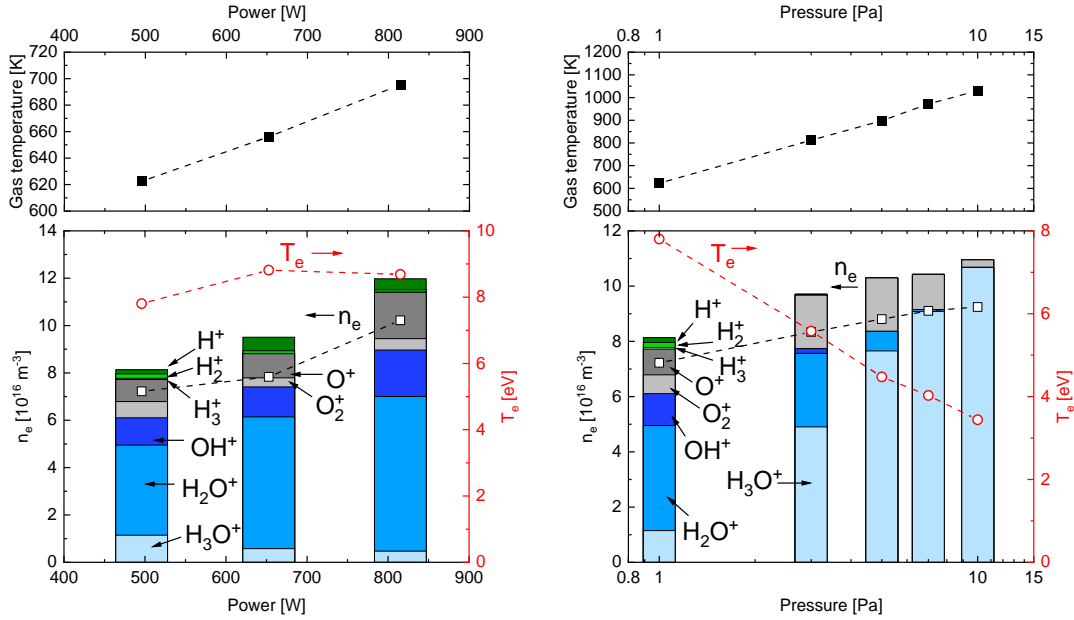 Power [W]
400 500 600 700 800 900
720
700
680
660
640
620
600
Gas temperature [K]
14
12
10
8
6
4
2
0
n_e [10^16 m^-3]
10
8
6
4
2
0
T_e [eV]
T_e
n_e
H^+
H_2^+
H_3^+
O^+
O_2^+
OH^+
H_2O^+
H_3O^+
400 500 600 700 800 900
Power [W]
Pressure [Pa]
0.8 1 10 15
1200
1100
1000
900
800
700
600
500
Gas temperature [K]
12
10
8
6
4
2
0
n_e [10^16 m^-3]
8
6
4
2
0
T_e [eV]
T_e
n_e
H^+
H_2^+
H_3^+
O^+
O_2^+
OH^+
H_3O^+
H_2O^+
0.8 1 10 15
Pressure [Pa]